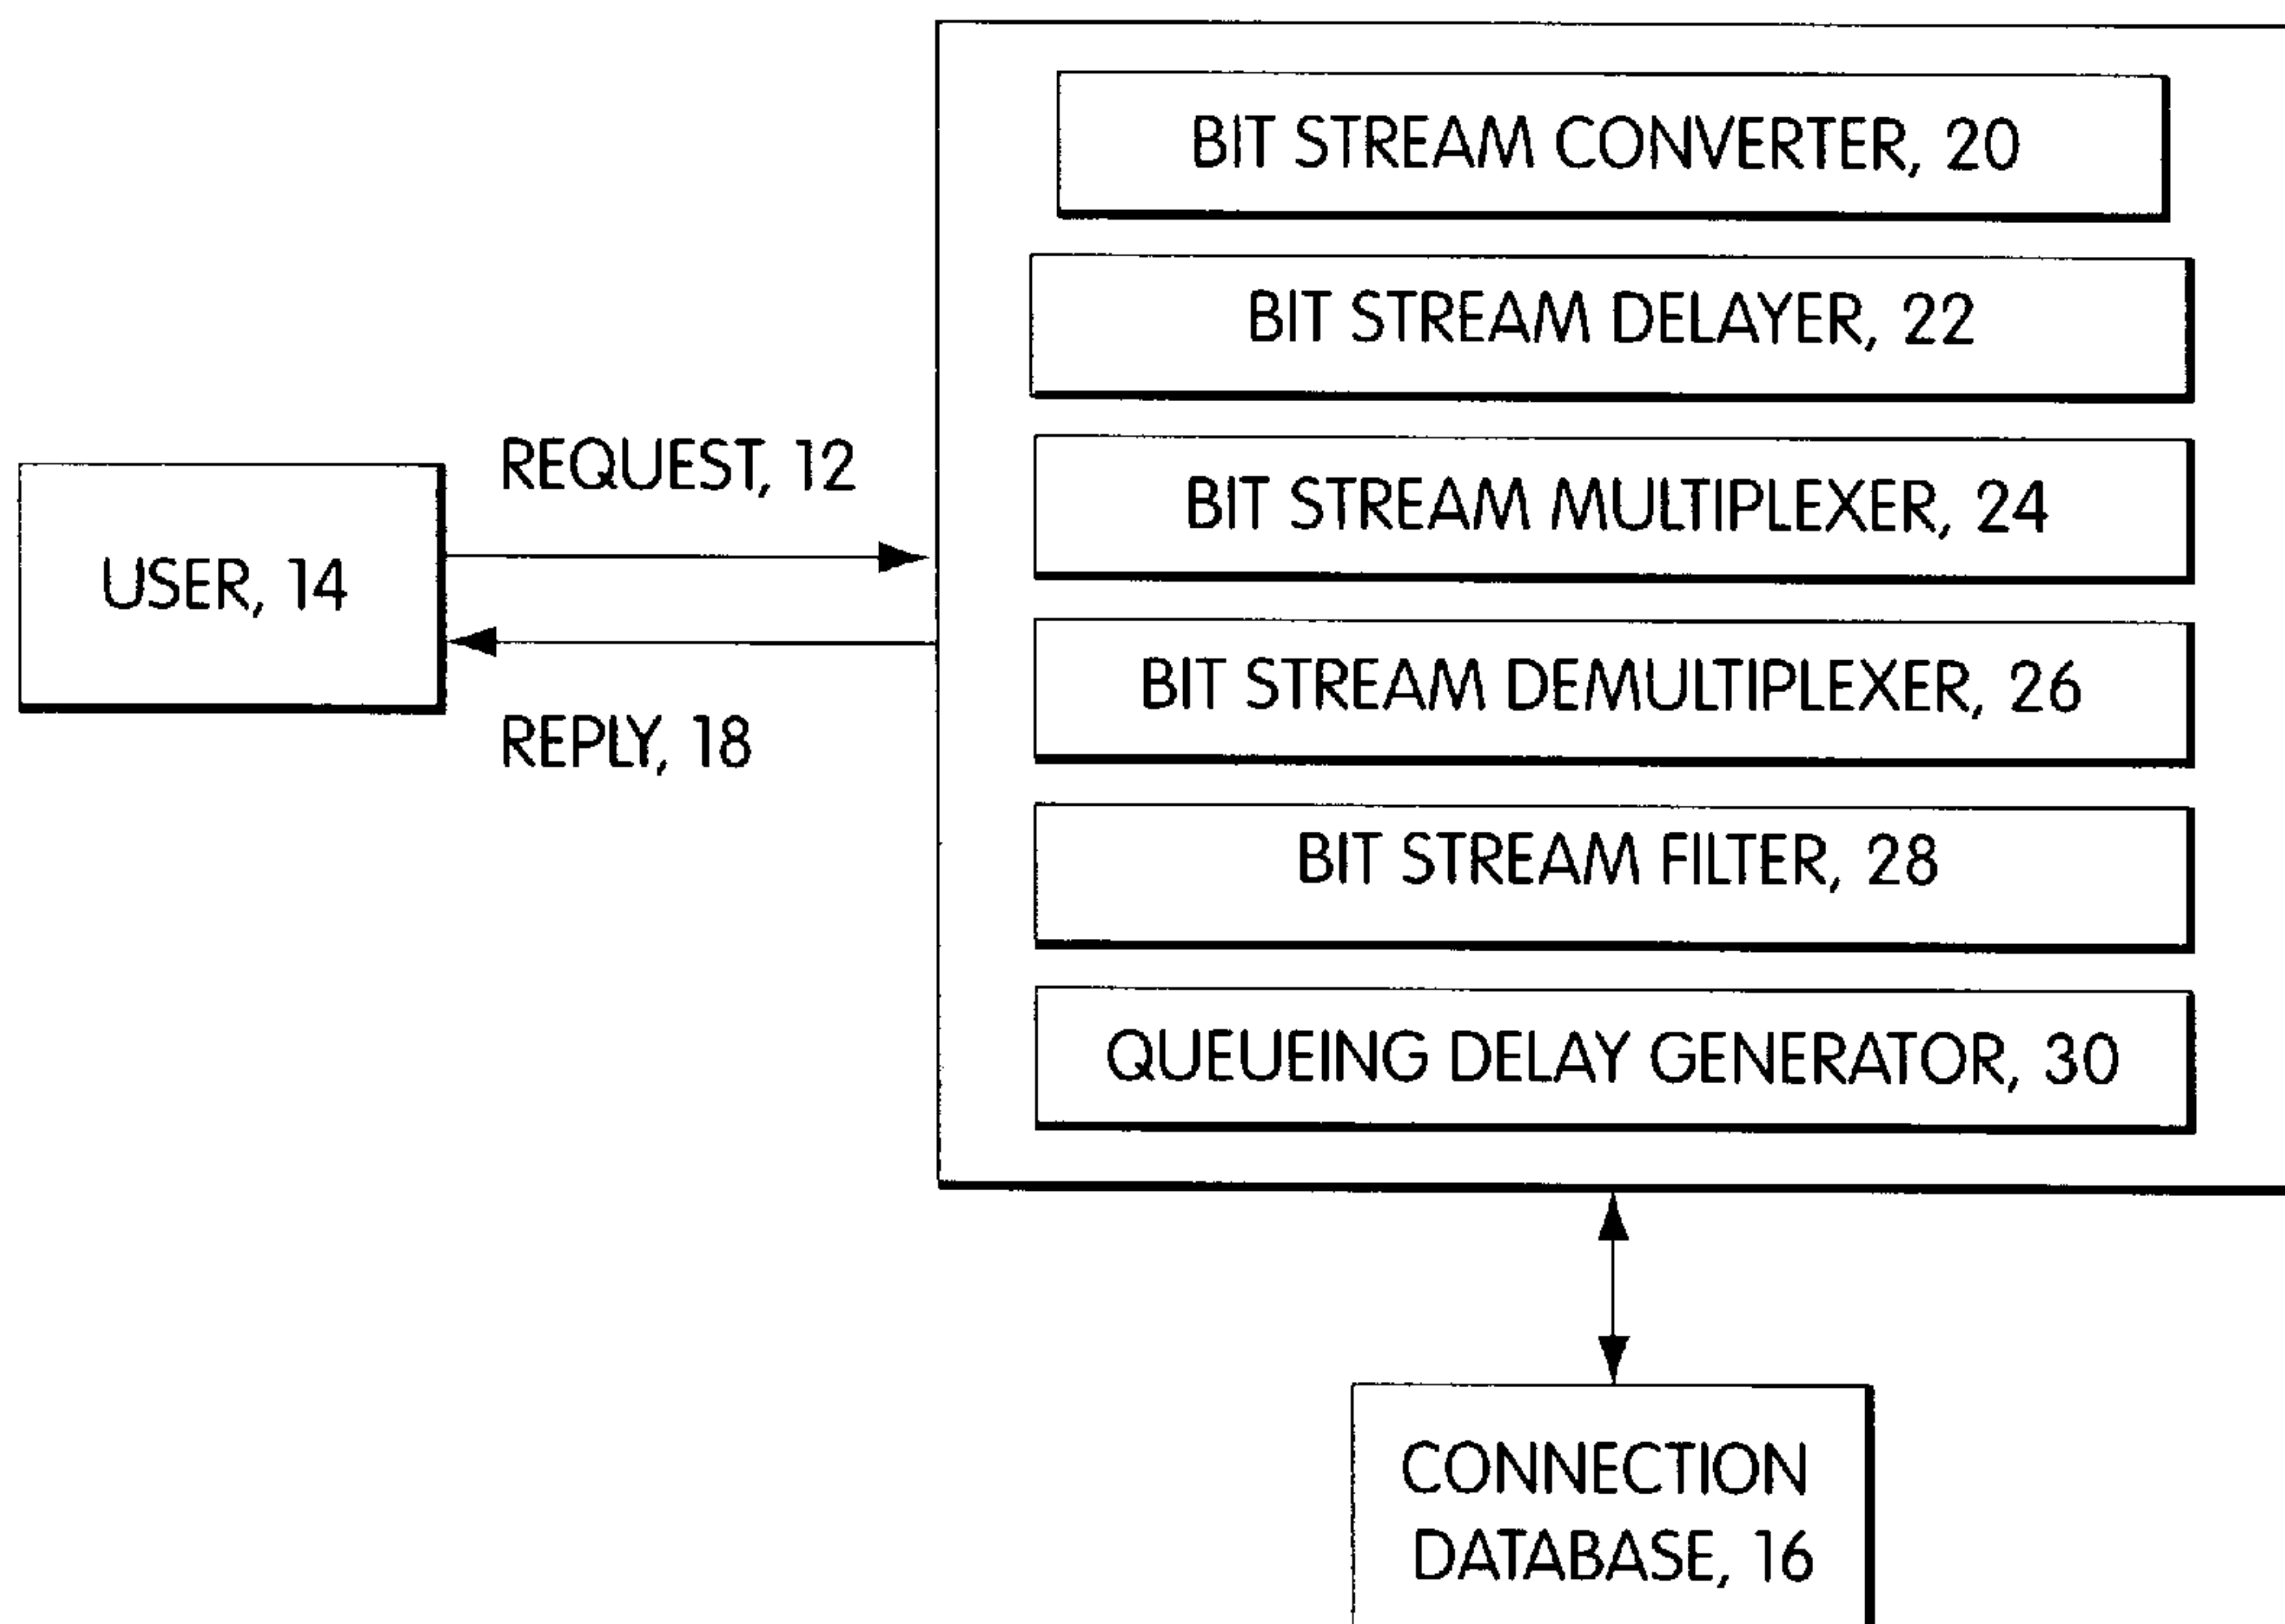 BIT STREAM CONVERTER, 20
BIT STREAM DELAYER, 22
REQUEST, 12
BIT STREAM MULTIPLEXER, 24
USER, 14
BIT STREAM DEMULTIPLEXER, 26
REPLY, 18
BIT STREAM FILTER, 28
QUEUEING DELAY GENERATOR, 30
CONNECTION
DATABASE, 16